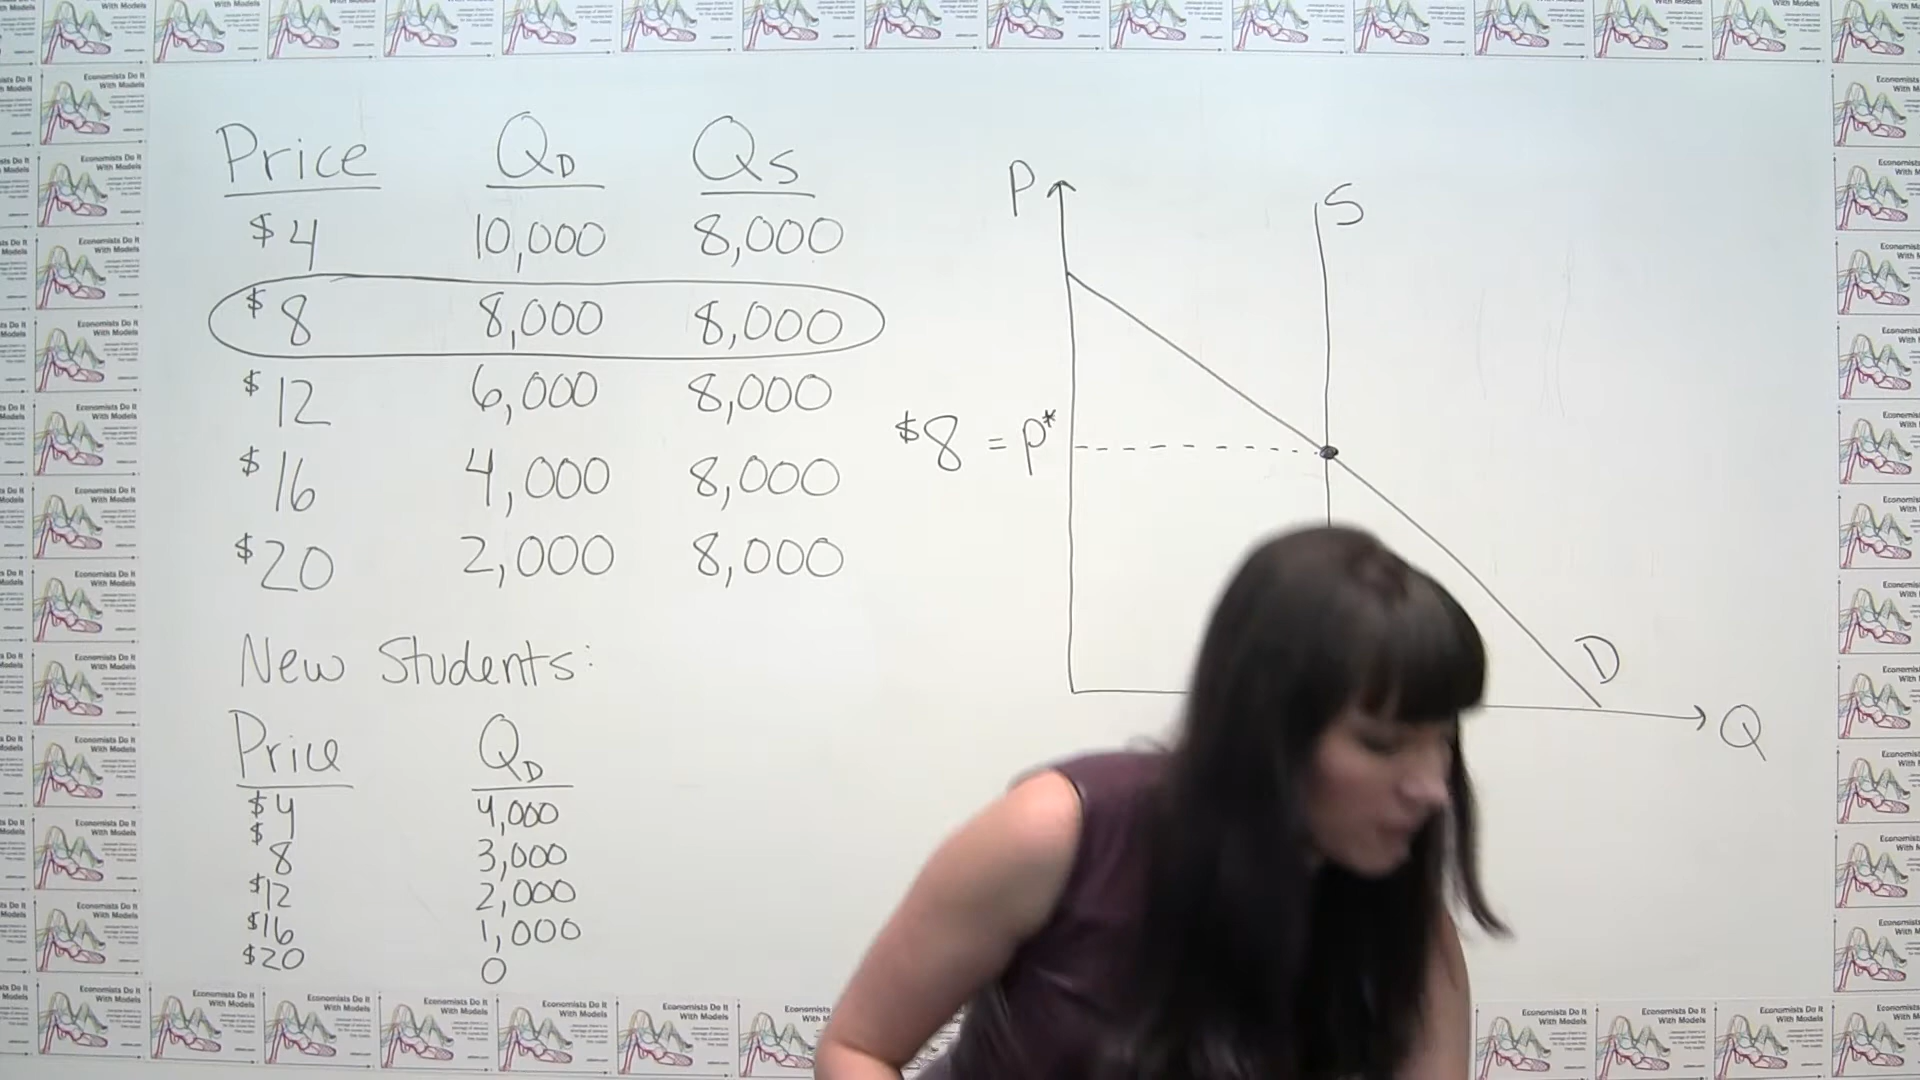 Price QD QS
$4 10,000 8,000
$8 8,000 8,000
$12 6,000 8,000
$16 4,000 8,000
$20 2,000 8,000
New Students:
Price QD
$4 4,000
$8 3,000
$12 2,000
$16 1,000
$20 0
P
S
$8 = P*
D
Q
Economists Do It
With Models